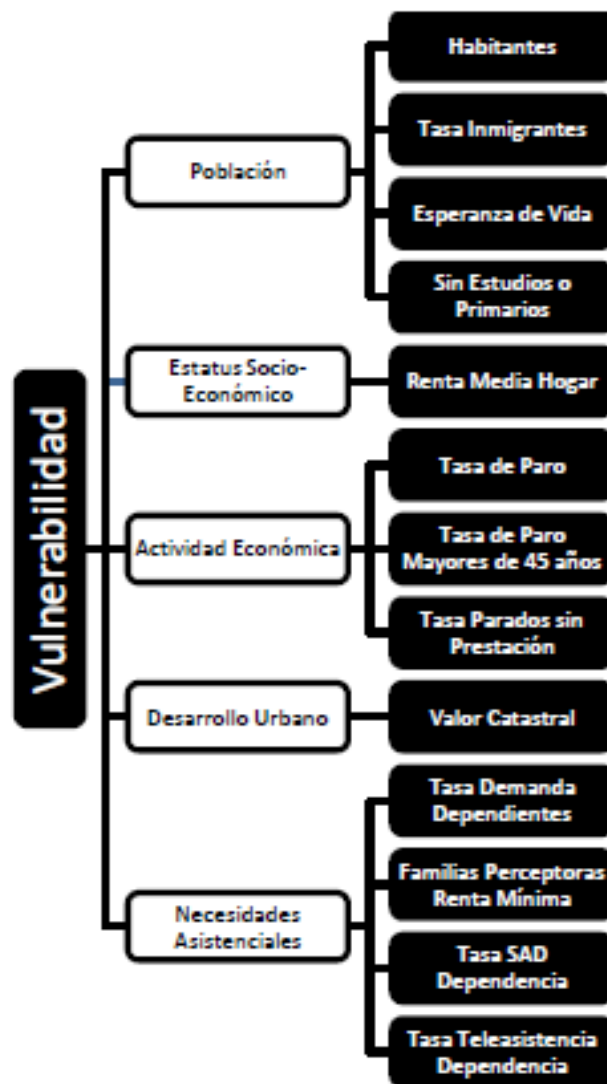 Vulnerabilidad
Población
Habitantes
Tasa Inmigrantes
Esperanza de Vida
Sin Estudios o
Primarios
Estatus Socio-
Económico
Renta Media Hogar
Actividad Económica
Tasa de Paro
Tasa de Paro
Mayores de 45 años
Tasa Parados sin
Prestación
Desarrollo Urbano
Valor Catastral
Necesidades
Asistenciales
Tasa Demanda
Dependientes
Familias Perceptoras
Renta Mínima
Tasa SAD
Dependencia
Tasa Teleasistencia
Dependencia